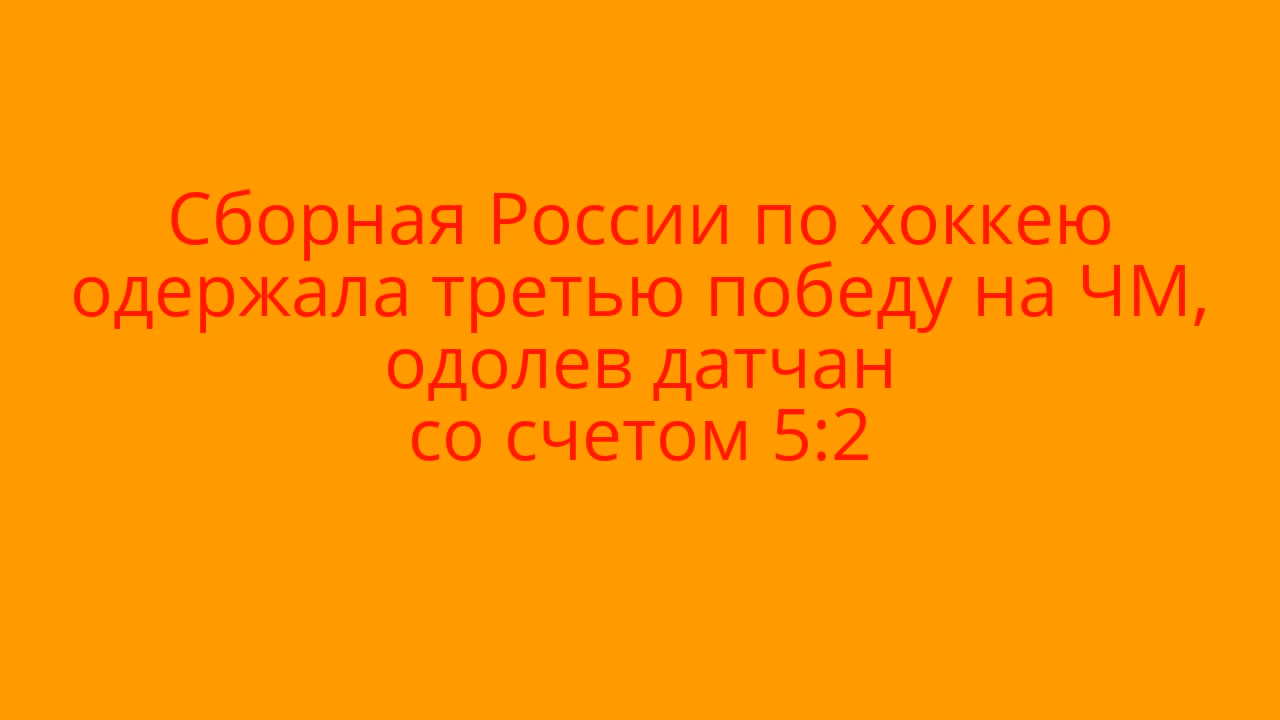 Сборная России по хоккею
одержала третью победу на ЧМ,
одолев датчан
со счетом 5:2